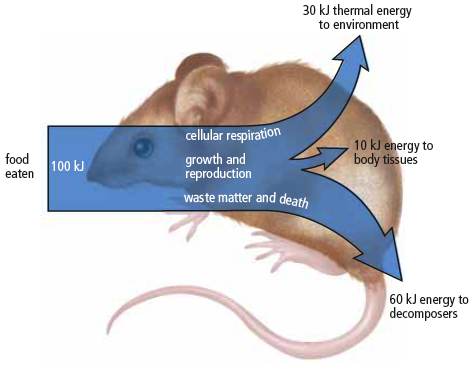 30 kJ thermal energy
to environment
cellular respiration
food
eaten
100 kJ
growth and
reproduction
10 kJ energy to
body tissues
waste matter and death
60 kJ energy to
decomposers